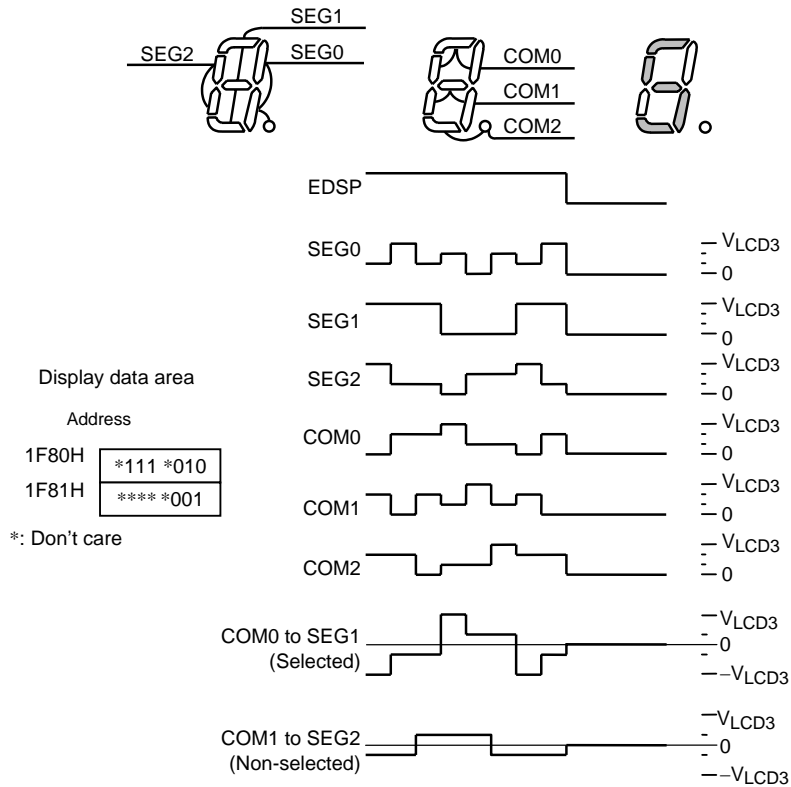 SEG1
SEG2
SEG0
COM0
COM1
COM2
EDSP
SEG0
VLCD3
0
SEG1
VLCD3
0
Display data area
SEG2
VLCD3
0
Address
COM0
VLCD3
0
1F80H
*111 *010
1F81H
**** *001
COM1
VLCD3
0
*: Don't care
COM2
VLCD3
0
COM0 to SEG1
(Selected)
VLCD3
0
−VLCD3
COM1 to SEG2
(Non-selected)
VLCD3
0
−VLCD3